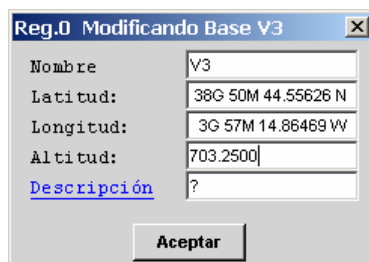 Reg.0 Modificando Base V3
Nombre V3
Latitud: 38G 50M 44.55626 N
Longitud: 3G 57M 14.86469 W
Altitud: 703.2500
Descripción ?
Aceptar